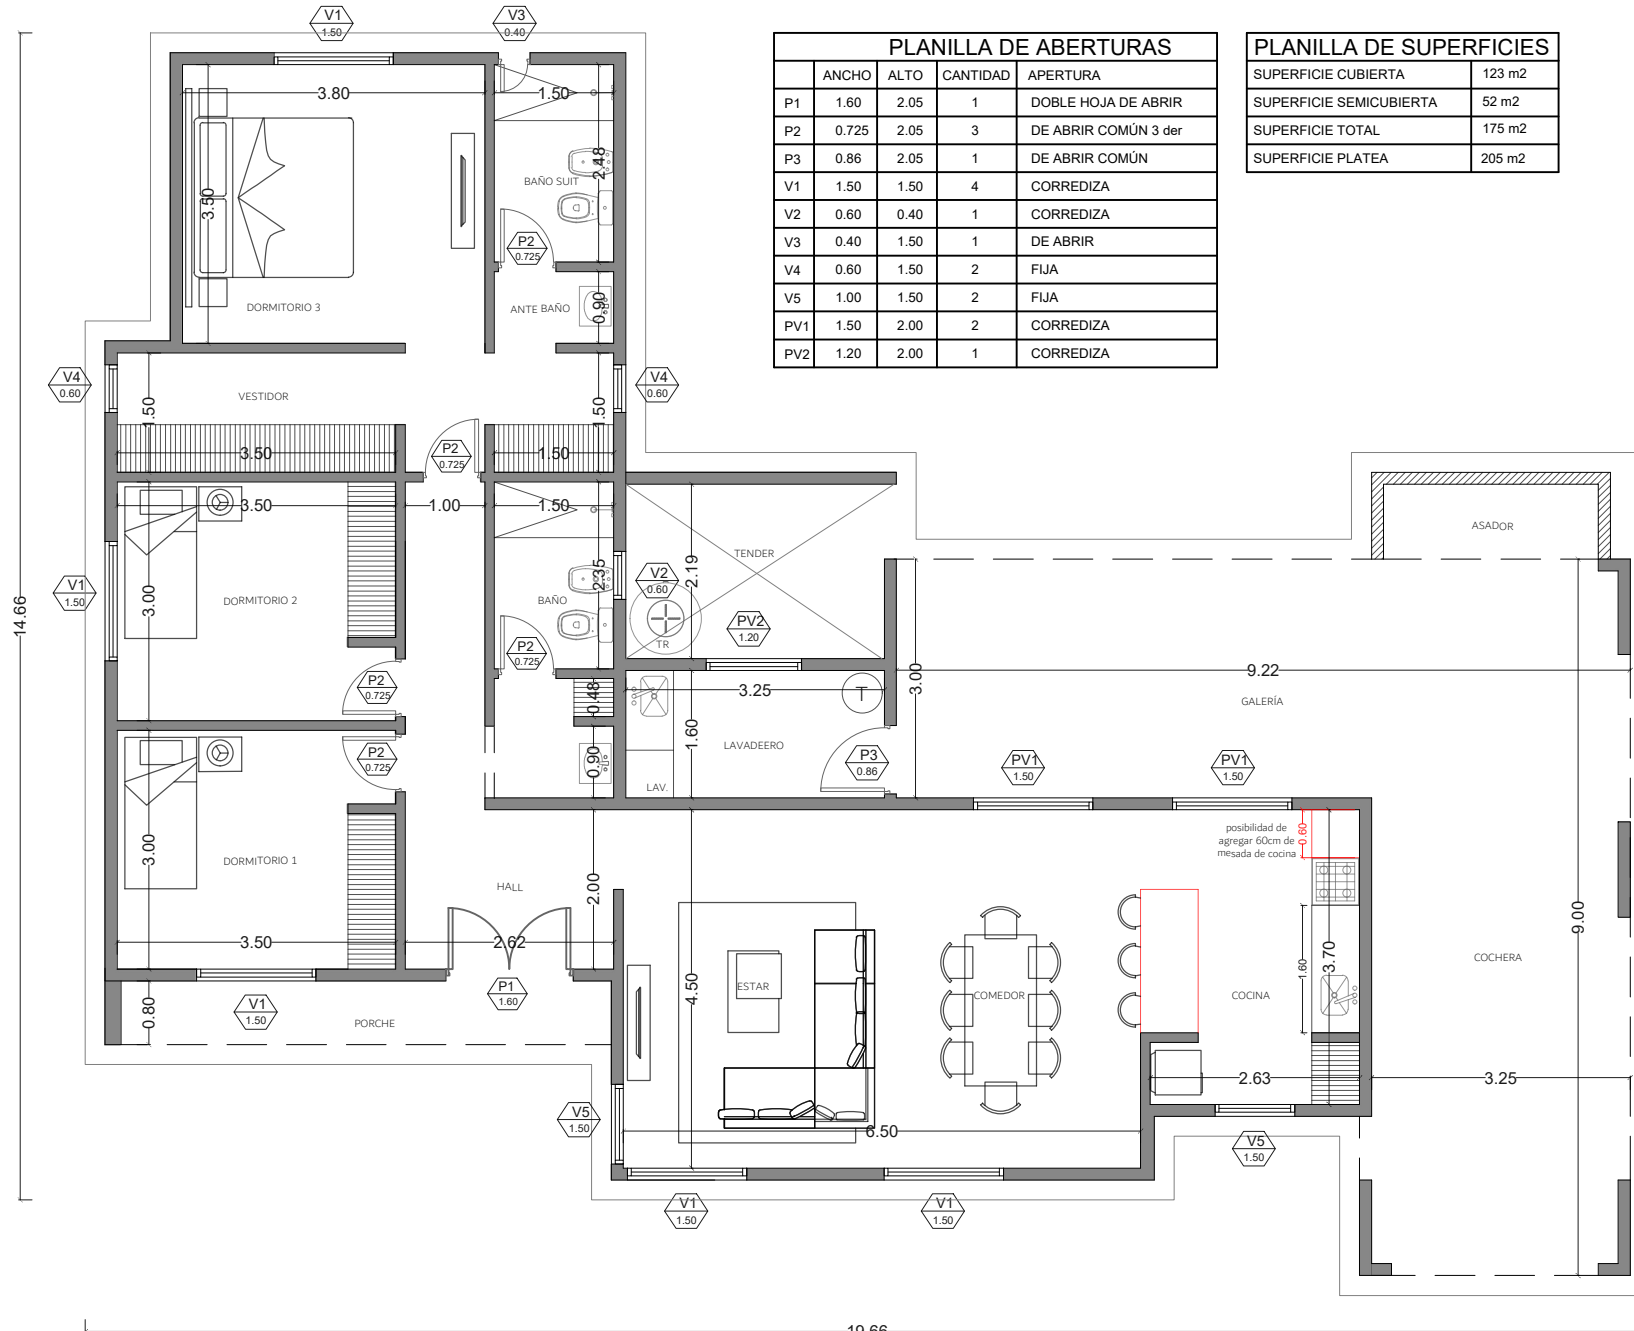 V1
1.50
V3
0.40
PLANILLA DE ABERTURAS
ANCHO ALTO CANTIDAD APERTURA
P1 1.60 2.05 1 DOBLE HOJA DE ABRIR
P2 0.725 2.05 3 DE ABRIR COMÚN 3 der
P3 0.86 2.05 1 DE ABRIR COMÚN
V1 1.50 1.50 4 CORREDIZA
V2 0.60 0.40 1 CORREDIZA
V3 0.40 1.50 1 DE ABRIR
V4 0.60 1.50 2 FIJA
V5 1.00 1.50 2 FIJA
PV1 1.50 2.00 2 CORREDIZA
PV2 1.20 2.00 1 CORREDIZA
PLANILLA DE SUPERFICIES
SUPERFICIE CUBIERTA 123 m2
SUPERFICIE SEMICUBIERTA 52 m2
SUPERFICIE TOTAL 175 m2
SUPERFICIE PLATEA 205 m2
3.80
1.50
2.48
BAÑO SUIT
3.50
P2
0.725
DORMITORIO 3
ANTE BAÑO
0.90
V4
0.60
V4
0.60
VESTIDOR
1.50
1.50
3.50
P2
0.725
1.50
3.50
1.00
1.50
ASADOR
TENDER
V2
0.60
2.19
2.35
V1
1.50
3.00
DORMITORIO 2
BAÑO
14.66
TR
PV2
1.20
P2
0.725
P2
0.725
0.48
3.25
3.00
9.22
GALERÍA
1.60
LAVADEERO
P2
0.725
0.90
LAV.
T
P3
0.86
PV1
1.50
PV1
1.50
3.00
DORMITORIO 1
HALL
2.00
posibilidad de
agregar 60cm de
mesada de cocina
0.60
9.00
3.50
2.62
3.70
1.60
COCHERA
4.50
ESTAR
COMEDOR
COCINA
P1
1.60
V1
1.50
0.80
PORCHE
2.63
3.25
V5
1.50
6.50
V5
1.50
V1
1.50
V1
1.50
19.66